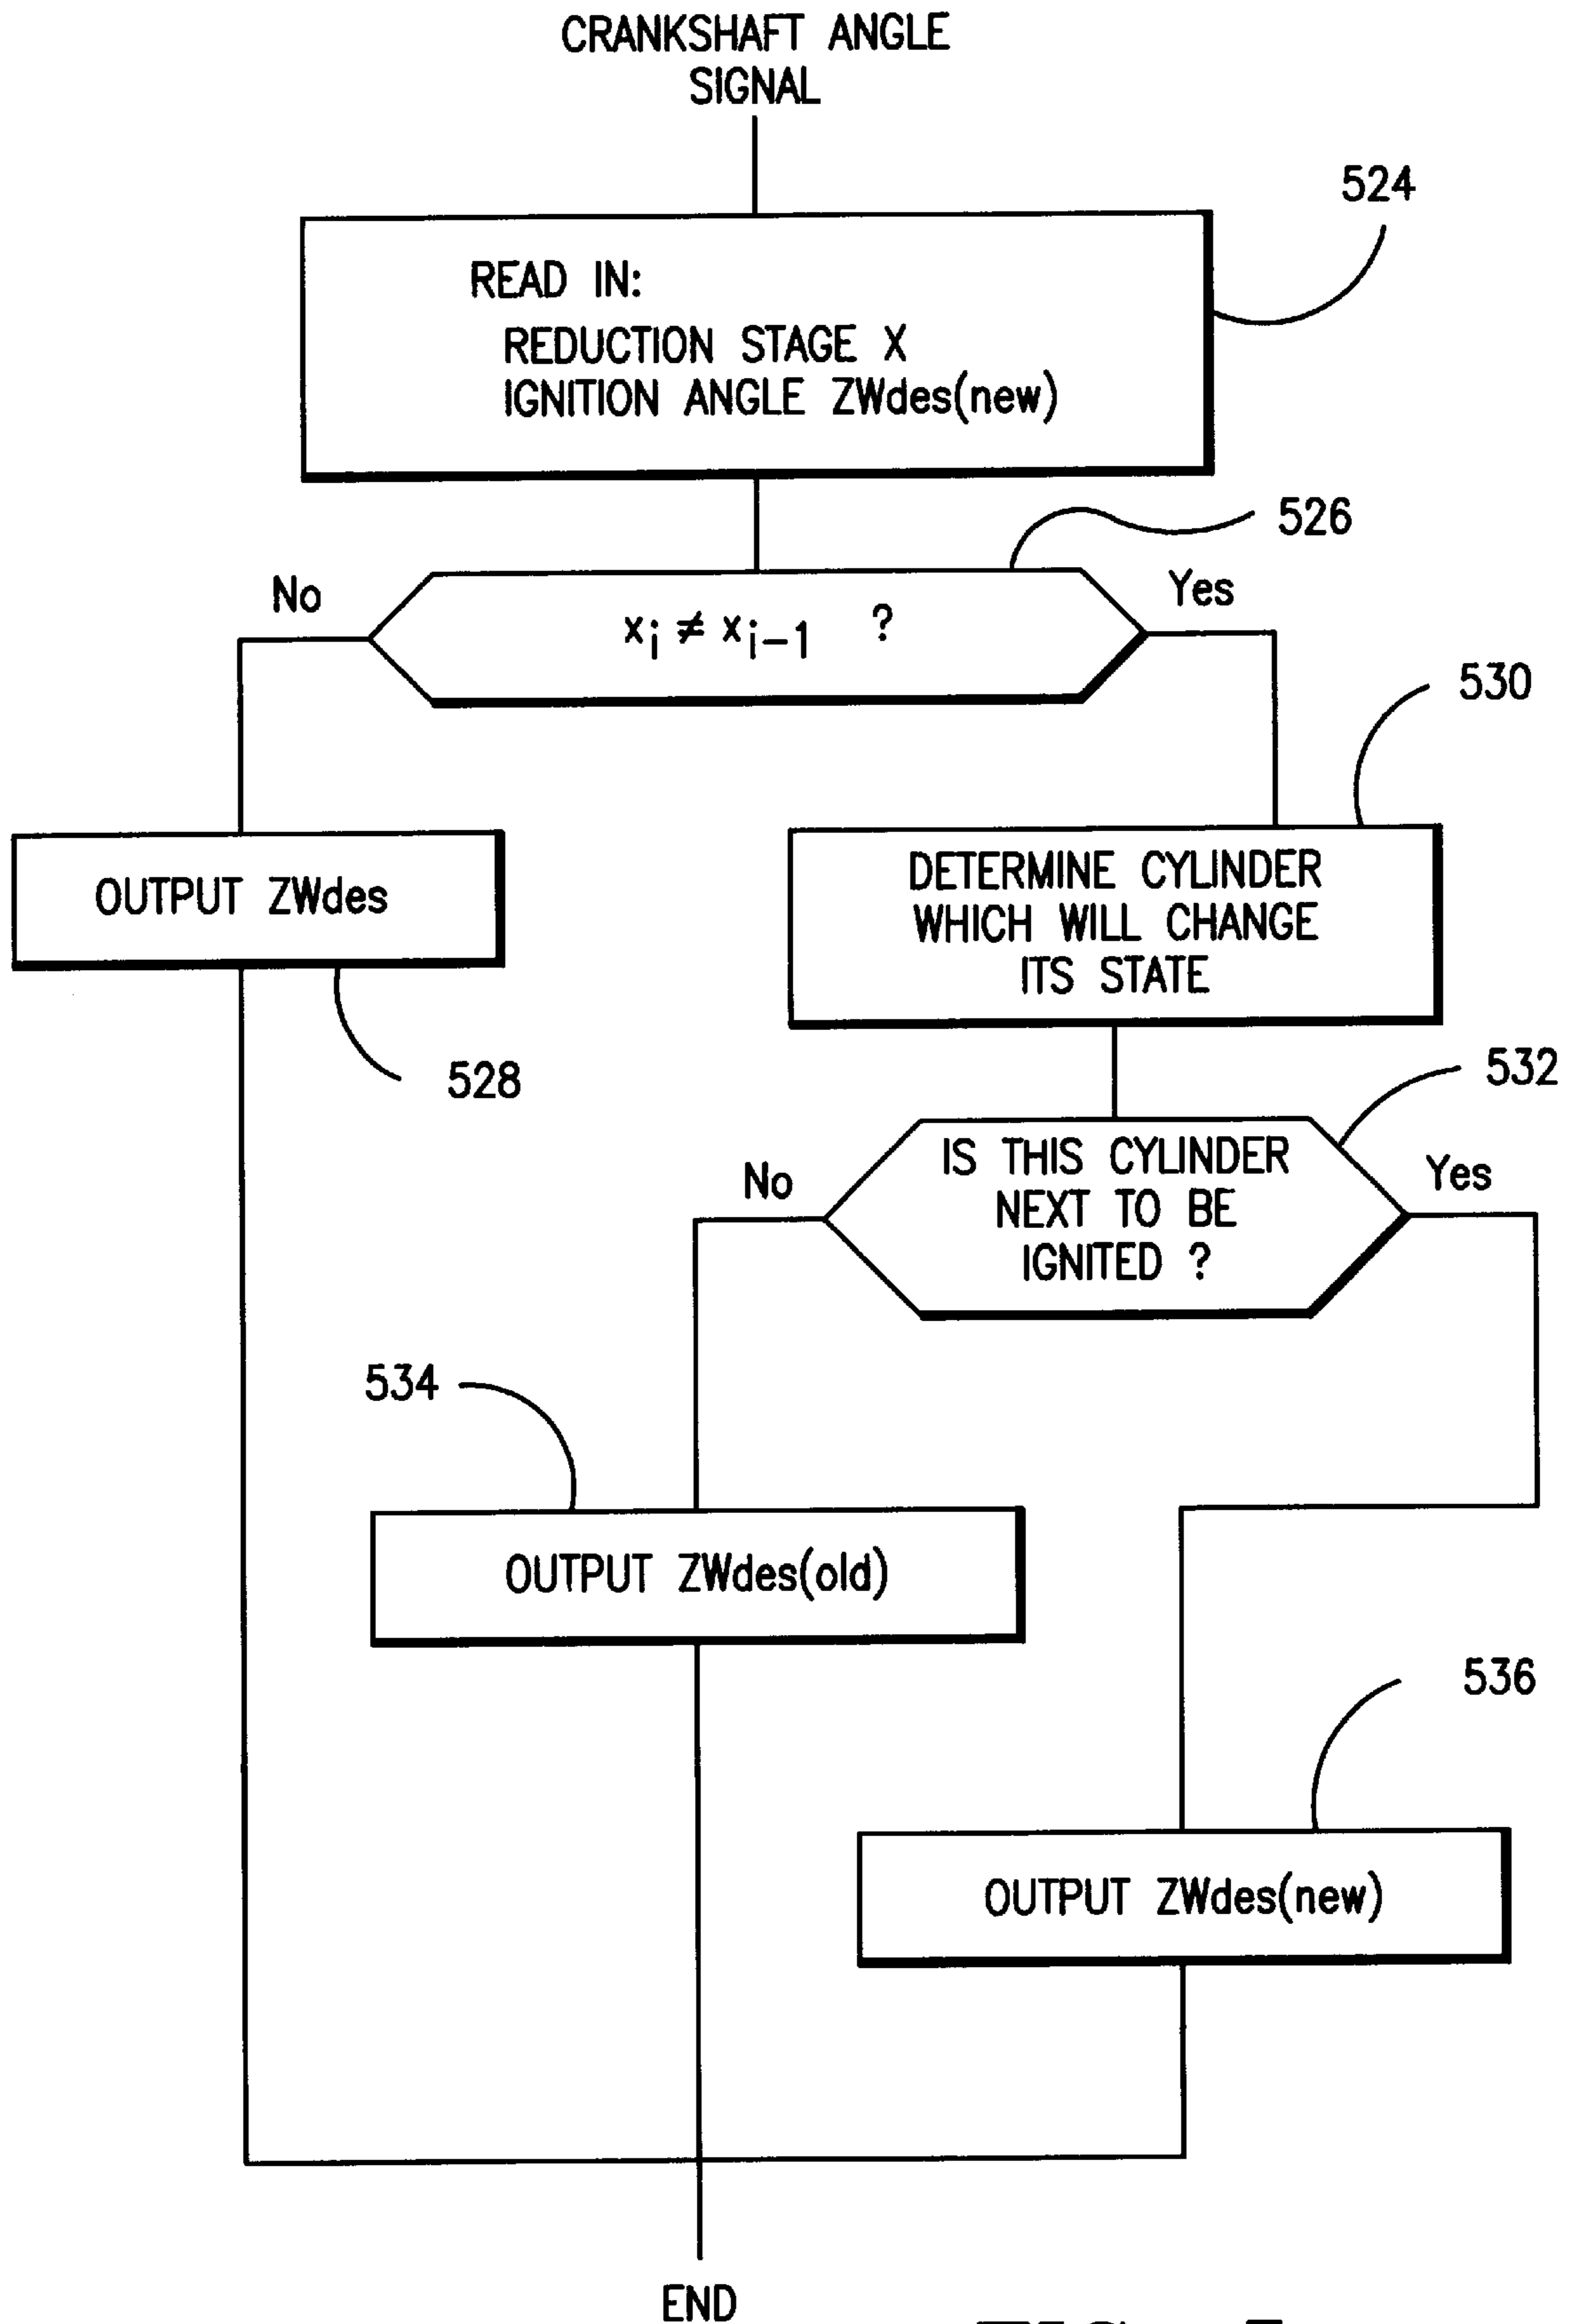 CRANKSHAFT ANGLE
SIGNAL
524
READ IN:
REDUCTION STAGE X
IGNITION ANGLE ZWdes(new)
526
No
Yes
xi ≠ xi-1 ?
530
OUTPUT ZWdes
528
DETERMINE CYLINDER
WHICH WILL CHANGE
ITS STATE
532
No
Yes
IS THIS CYLINDER
NEXT TO BE
IGNITED ?
534
OUTPUT ZWdes(old)
536
OUTPUT ZWdes(new)
END